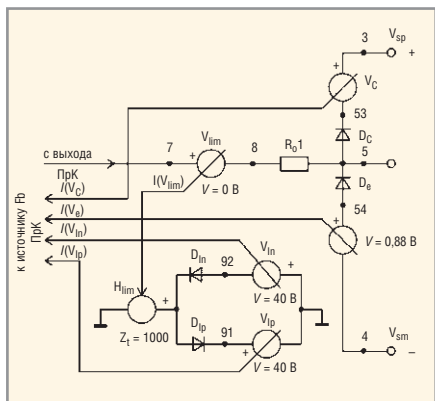 3
V_sp
+
+
V_C
53
D_C
с выхода
7
V_lim
+
8
R_o1
5
ПрК
I(V_lim)
V = 0 В
D_e
54
+
V = 0,88 В
к источнику Fb
ПрК
I(V_C)
I(V_e)
I(V_ln)
I(V_lp)
H_lim
+
Z_t = 1000
D_ln
92
V_ln
+
V = 40 В
D_lp
91
V_lp
+
V = 40 В
4
V_sm
–